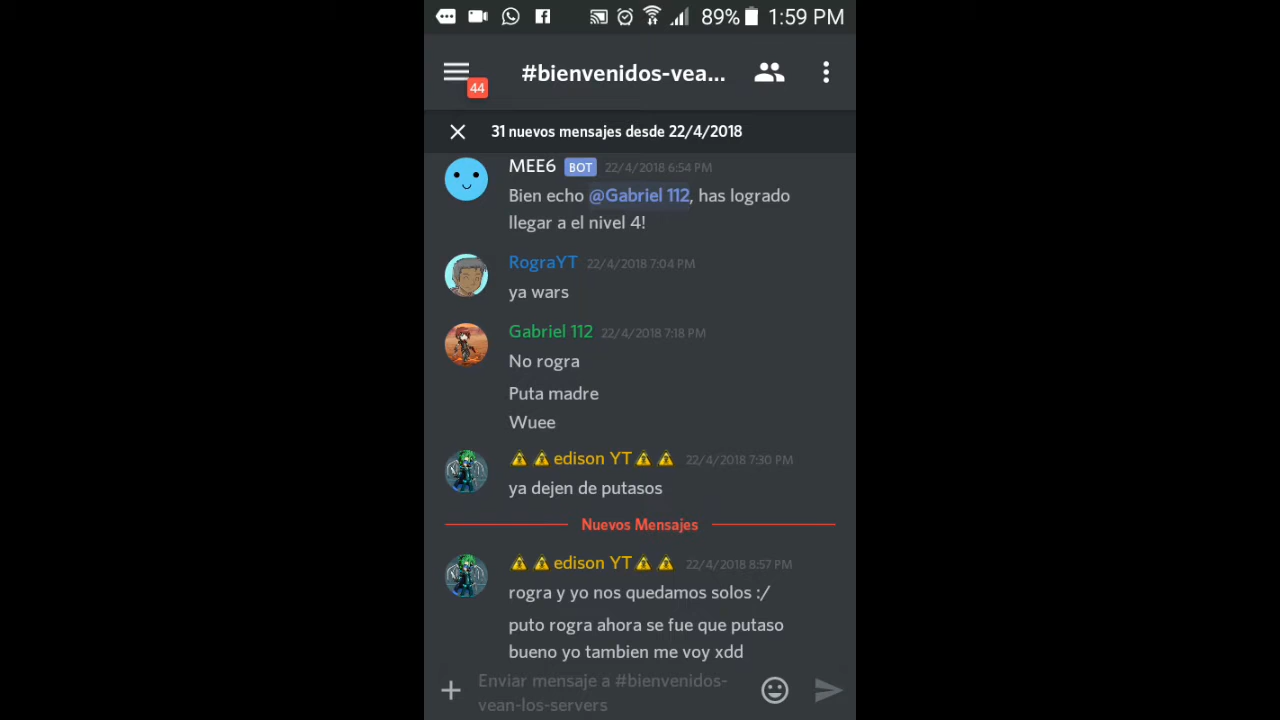 89% 1:59 PM
#bienvenidos-vea...
44
31 nuevos mensajes desde 22/4/2018
MEE6 BOT 22/4/2018 6:54 PM
Bien echo @Gabriel 112, has logrado
llegar a el nivel 4!
RograYT 22/4/2018 7:04 PM
ya wars
Gabriel 112 22/4/2018 7:18 PM
No rogra
Puta madre
Wuee
⚠⚠edison YT⚠⚠ 22/4/2018 7:30 PM
ya dejen de putasos
Nuevos Mensajes
⚠⚠edison YT⚠⚠ 22/4/2018 8:57 PM
rogra y yo nos quedamos solos :/
puto rogra ahora se fue que putaso
bueno yo tambien me voy xdd
Enviar mensaje a #bienvenidos-
vean-los-servers